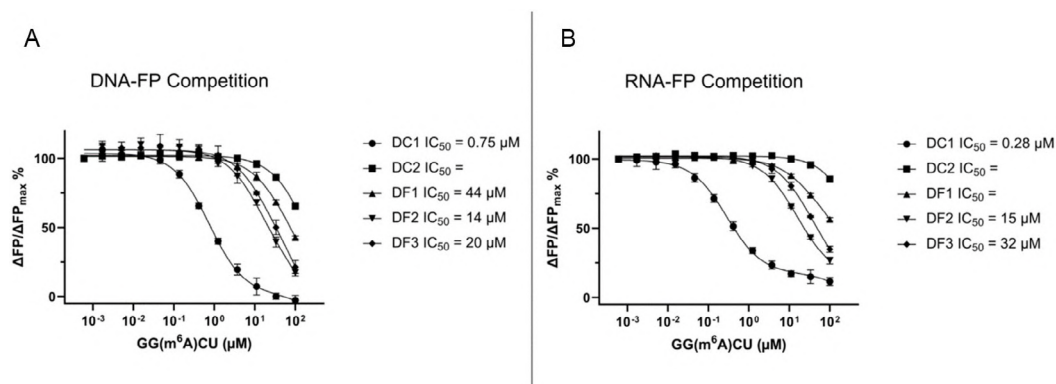 A
DNA-FP Competition
ΔFP/ΔFPmax %
100
50
0
10⁻³ 10⁻² 10⁻¹ 10⁰ 10¹ 10²
GG(m⁶A)CU (μM)
DC1 IC₅₀ = 0.75 μM
DC2 IC₅₀ =
DF1 IC₅₀ = 44 μM
DF2 IC₅₀ = 14 μM
DF3 IC₅₀ = 20 μM
B
RNA-FP Competition
ΔFP/ΔFPmax %
100
50
0
10⁻³ 10⁻² 10⁻¹ 10⁰ 10¹ 10²
GG(m⁶A)CU (μM)
DC1 IC₅₀ = 0.28 μM
DC2 IC₅₀ =
DF1 IC₅₀ =
DF2 IC₅₀ = 15 μM
DF3 IC₅₀ = 32 μM